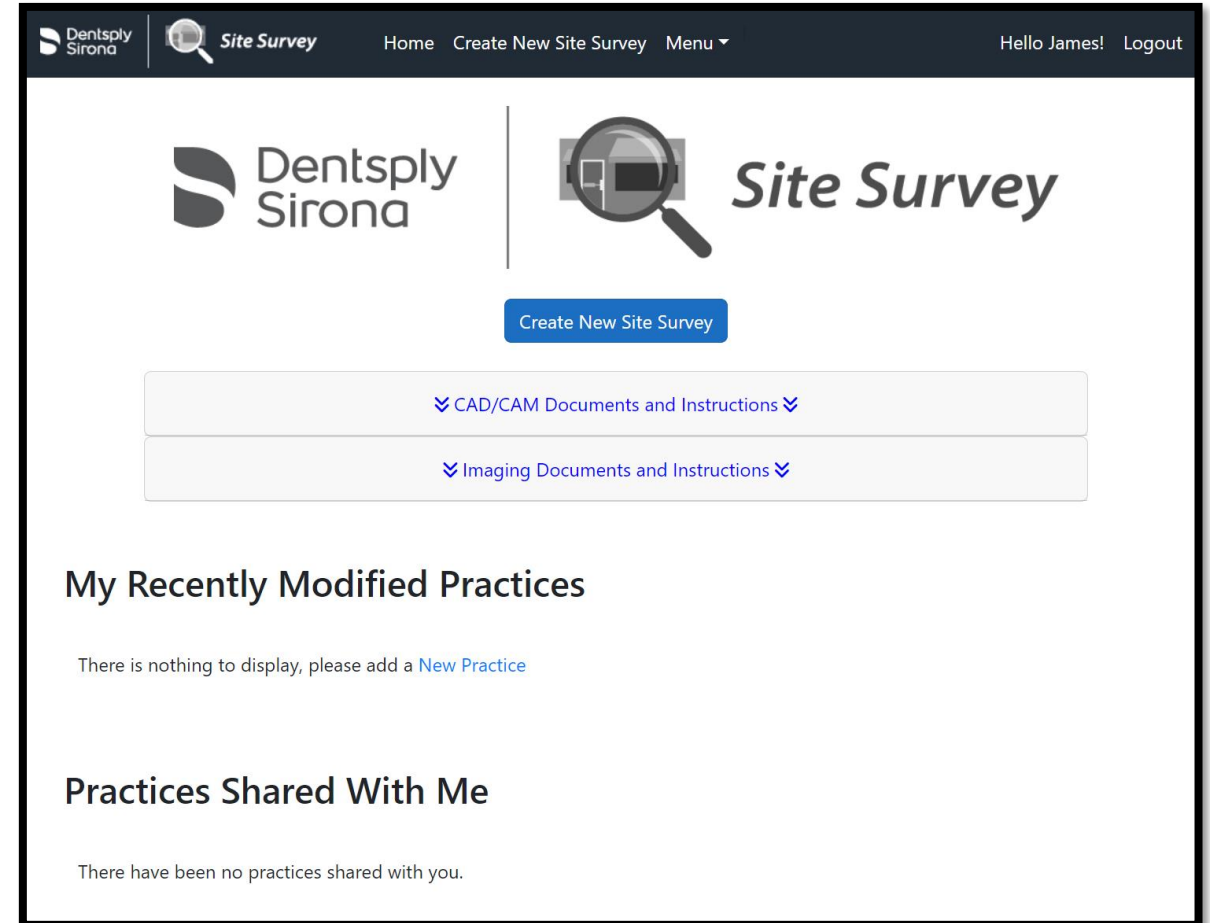 Dentsply
Sirona
Site Survey
Home Create New Site Survey Menu
Hello James! Logout
Dentsply
Sirona
Site Survey
Create New Site Survey
CAD/CAM Documents and Instructions
Imaging Documents and Instructions
My Recently Modified Practices
There is nothing to display, please add a New Practice
Practices Shared With Me
There have been no practices shared with you.